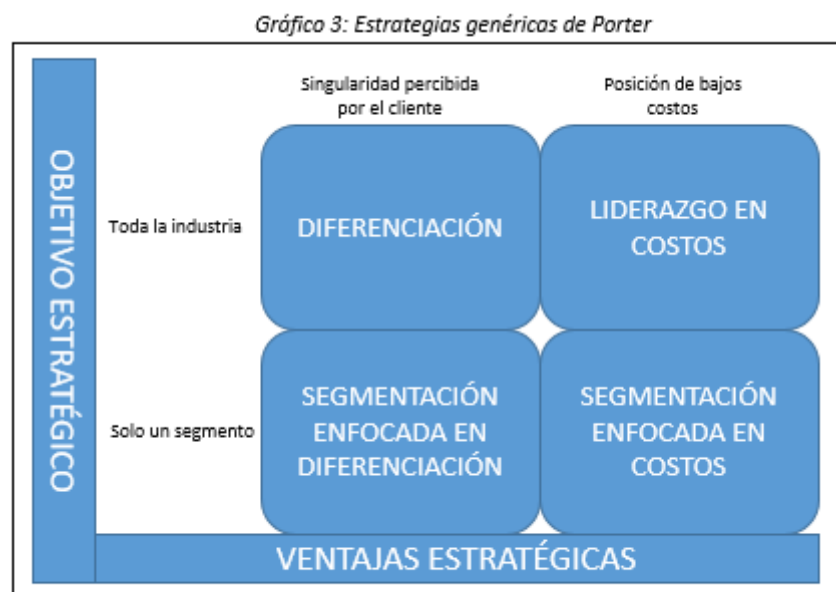 Gráfico 3: Estrategias genéricas de Porter
Singularidad percibida
por el cliente
Posición de bajos
costos
OBJETIVO ESTRATÉGICO
Toda la industria
DIFERENCIACIÓN
LIDERAZGO EN
COSTOS
Solo un segmento
SEGMENTACIÓN
ENFOCADA EN
DIFERENCIACIÓN
SEGMENTACIÓN
ENFOCADA EN
COSTOS
VENTAJAS ESTRATÉGICAS